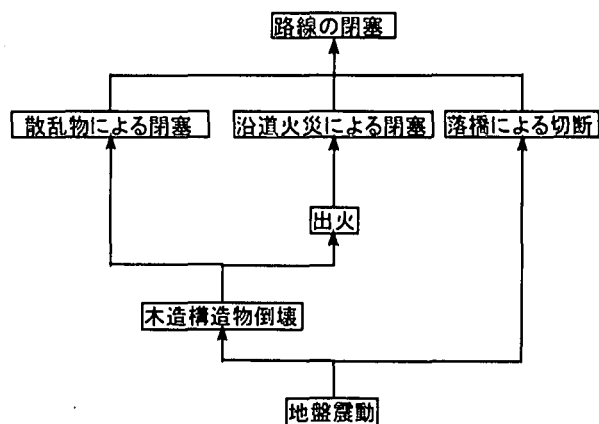 路線の閉塞
散乱物による閉塞
沿道火災による閉塞
落橋による切断
出火
木造構造物倒壊
地盤震動